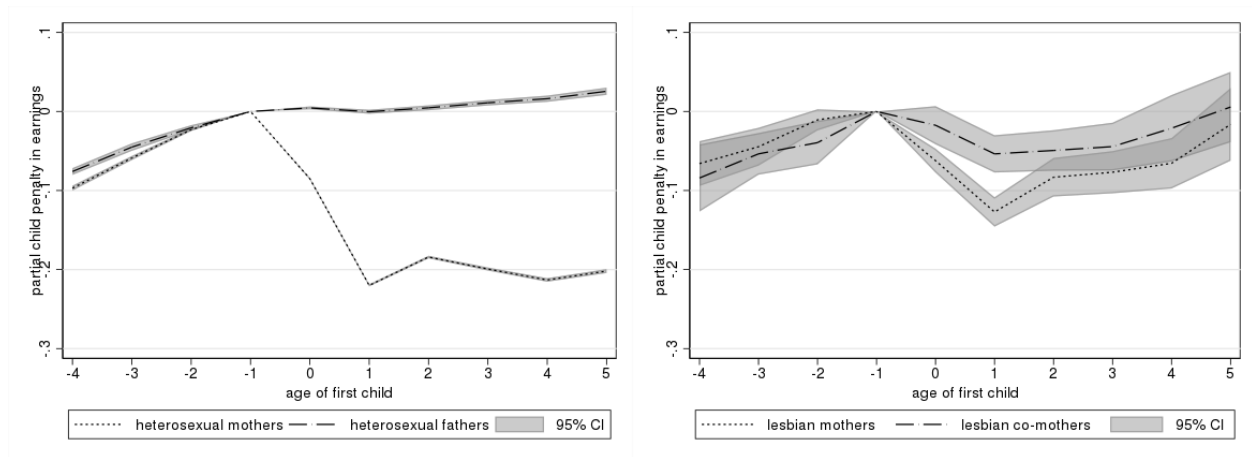 partial child penalty in earnings
.1
0
-.1
-.2
-.3
-4 -3 -2 -1 0 1 2 3 4 5
age of first child
heterosexual mothers heterosexual fathers 95% CI
partial child penalty in earnings
.1
0
-.1
-.2
-.3
-4 -3 -2 -1 0 1 2 3 4 5
age of first child
lesbian mothers lesbian co-mothers 95% CI